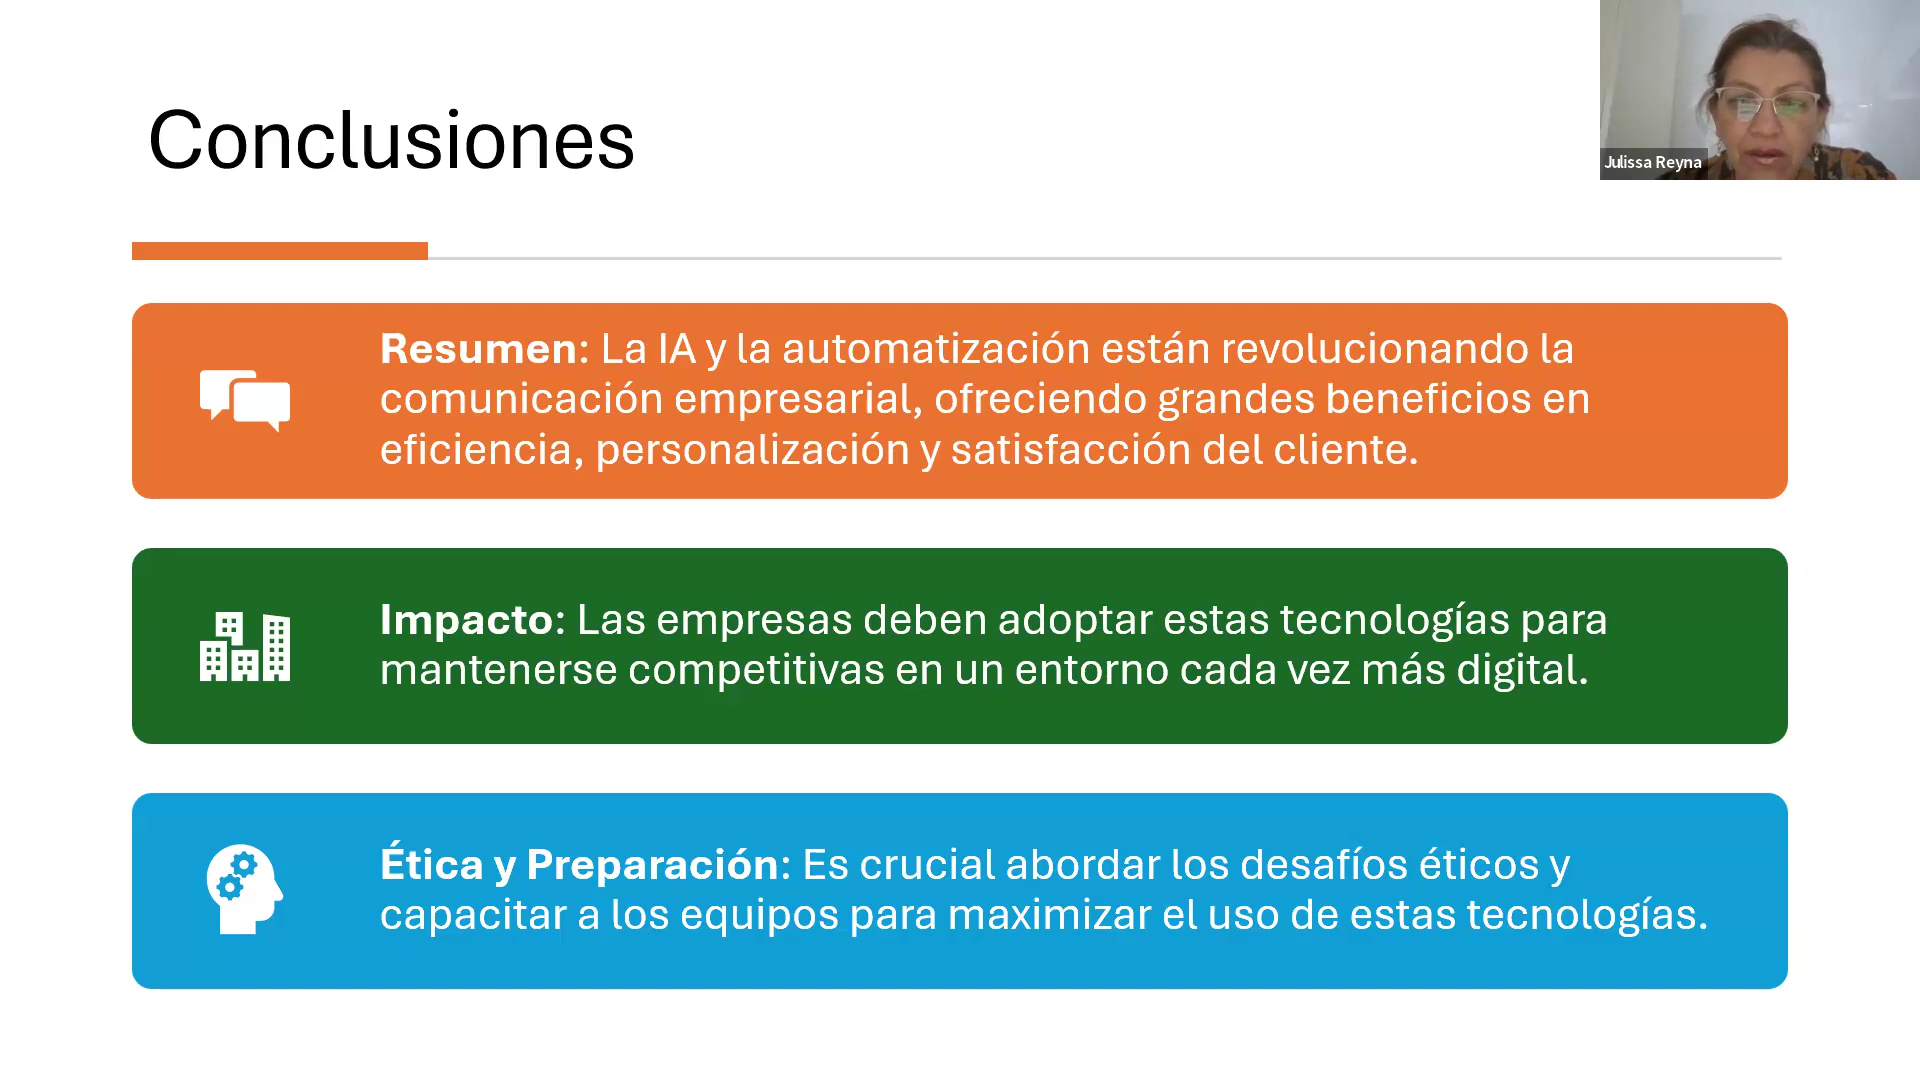 Conclusiones
Julissa Reyna
Resumen: La IA y la automatización están revolucionando la
comunicación empresarial, ofreciendo grandes beneficios en
eficiencia, personalización y satisfacción del cliente.
Impacto: Las empresas deben adoptar estas tecnologías para
mantenerse competitivas en un entorno cada vez más digital.
Ética y Preparación: Es crucial abordar los desafíos éticos y
capacitar a los equipos para maximizar el uso de estas tecnologías.